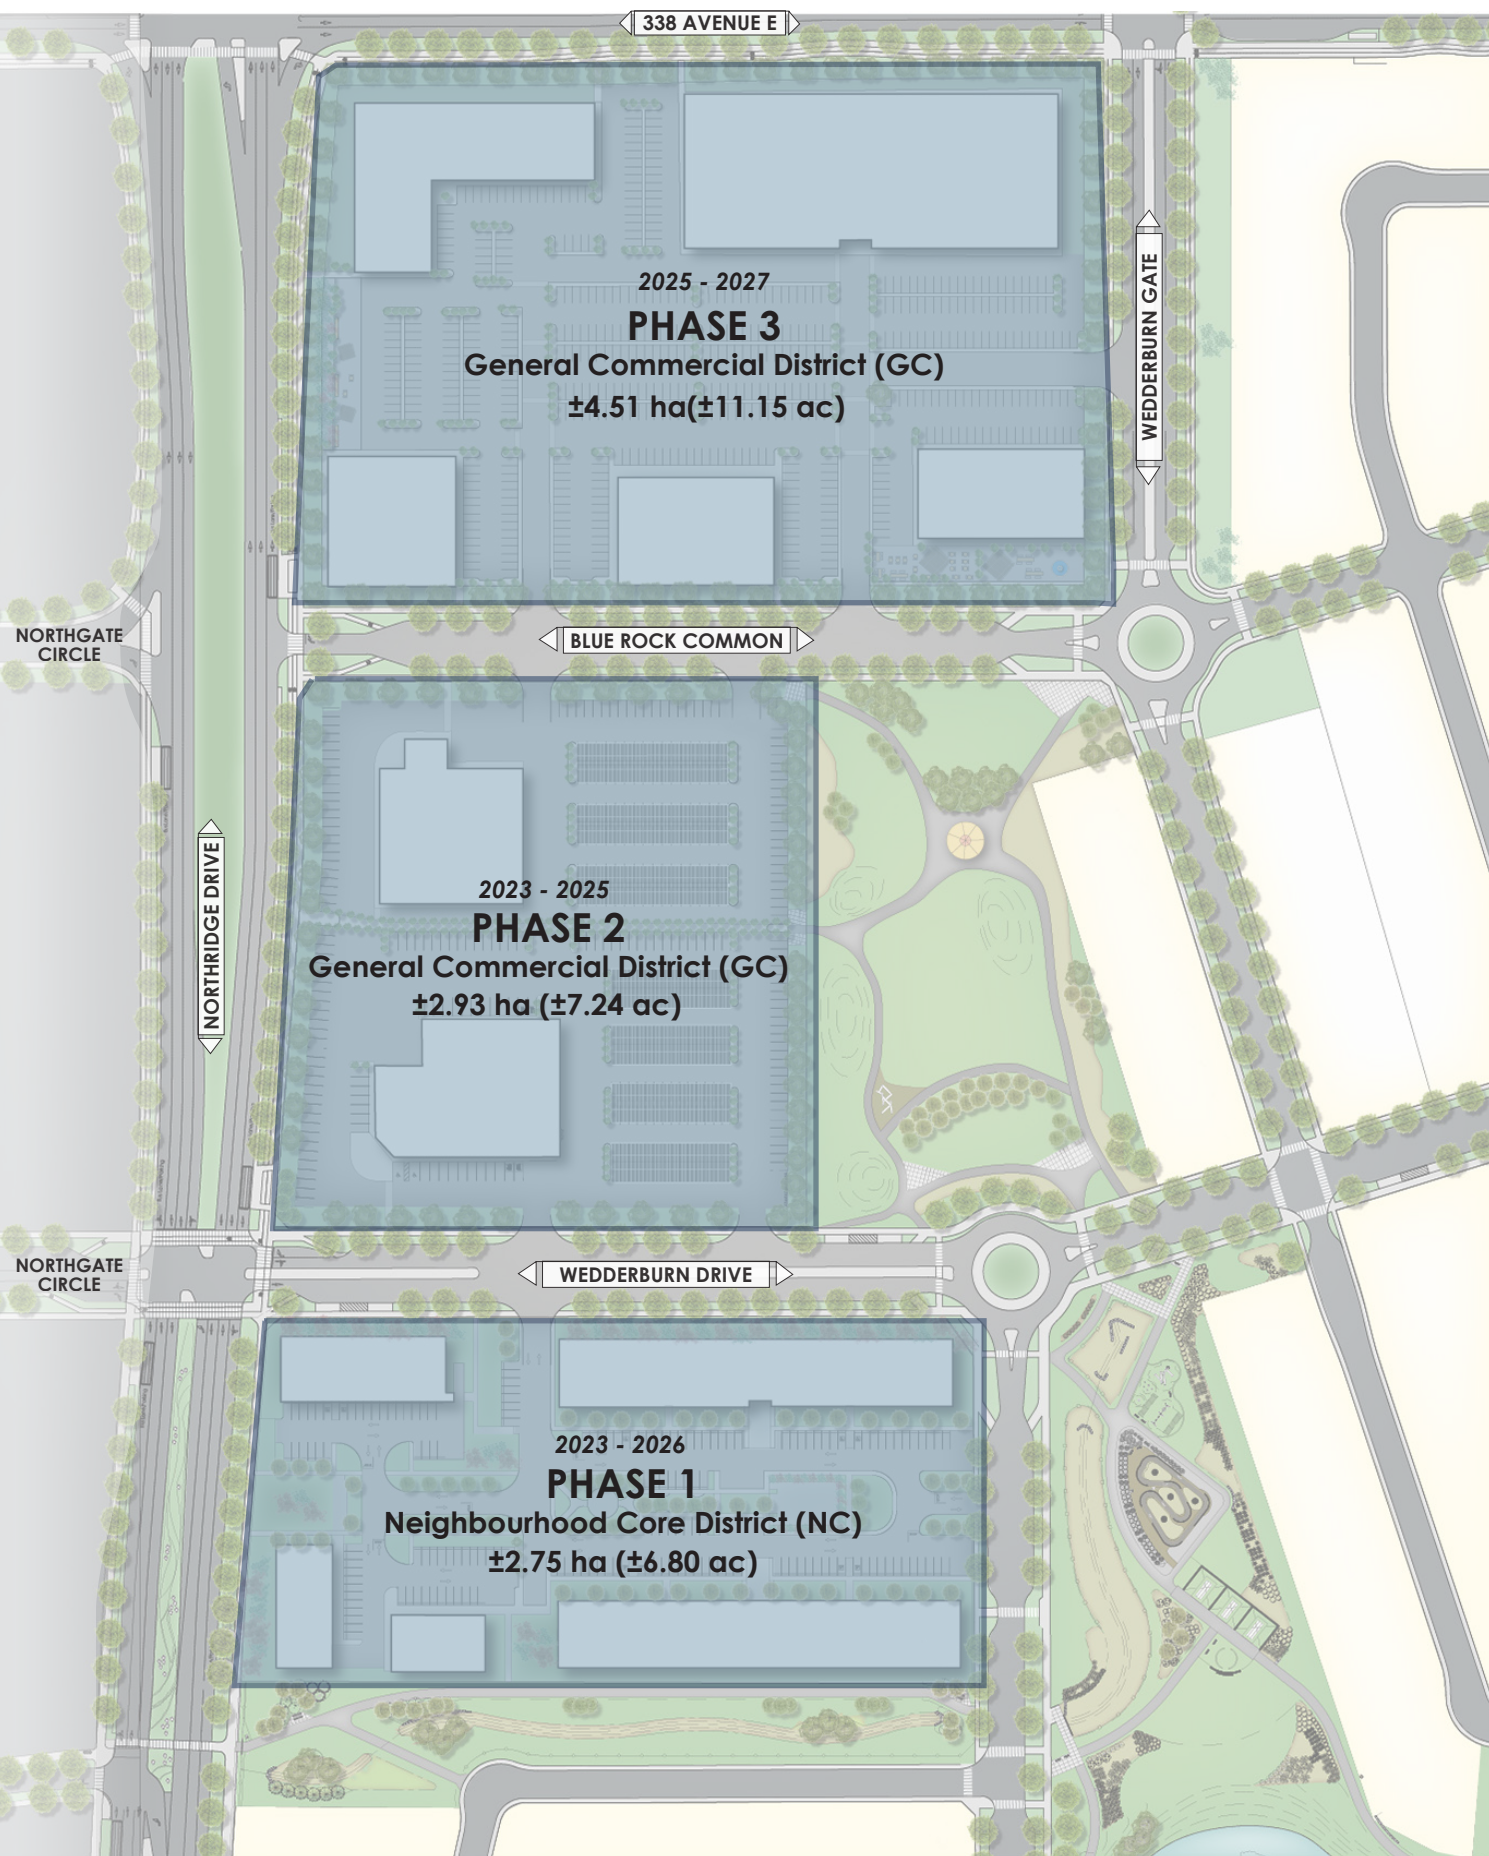 338 AVENUE E
2025 - 2027
PHASE 3
General Commercial District (GC)
±4.51 ha(±11.15 ac)
WEDDERBURN GATE
NORTHGATE
CIRCLE
BLUE ROCK COMMON
NORTHRIDGE DRIVE
2023 - 2025
PHASE 2
General Commercial District (GC)
±2.93 ha (±7.24 ac)
NORTHGATE
CIRCLE
WEDDERBURN DRIVE
2023 - 2026
PHASE 1
Neighbourhood Core District (NC)
±2.75 ha (±6.80 ac)